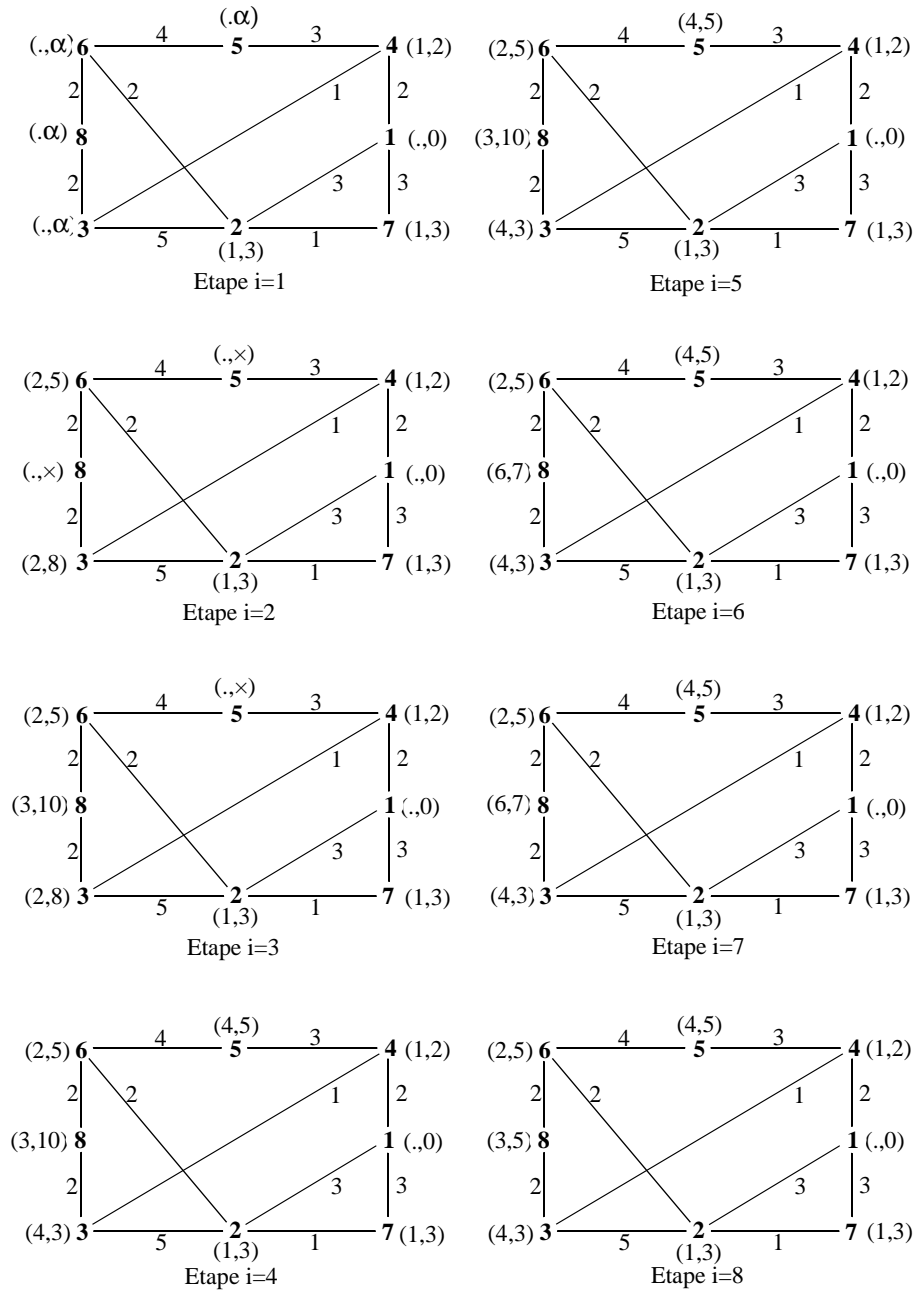 (.α)
(.,α) 6 4 5 3 4 (1,2)
2 2 1 2
(.α) 8 1 (.,0)
2 3 3
(.,α) 3 5 2 1 7 (1,3)
(1,3)
Etape i=1
(4,5)
(2,5) 6 4 5 3 4 (1,2)
2 2 1 2
(3,10) 8 1 (.,0)
2 3 3
(4,3) 3 5 2 1 7 (1,3)
(1,3)
Etape i=5
(.,×)
(2,5) 6 4 5 3 4 (1,2)
2 2 1 2
(.,×) 8 1 (.,0)
2 3 3
(2,8) 3 5 2 1 7 (1,3)
(1,3)
Etape i=2
(4,5)
(2,5) 6 4 5 3 4 (1,2)
2 2 1 2
(6,7) 8 1 (.,0)
2 3 3
(4,3) 3 5 2 1 7 (1,3)
(1,3)
Etape i=6
(.,×)
(2,5) 6 4 5 3 4 (1,2)
2 2 1 2
(3,10) 8 1 (.,0)
2 3 3
(2,8) 3 5 2 1 7 (1,3)
(1,3)
Etape i=3
(4,5)
(2,5) 6 4 5 3 4 (1,2)
2 2 1 2
(6,7) 8 1 (.,0)
2 3 3
(4,3) 3 5 2 1 7 (1,3)
(1,3)
Etape i=7
(4,5)
(2,5) 6 4 5 3 4 (1,2)
2 2 1 2
(3,10) 8 1 (.,0)
2 3 3
(4,3) 3 5 2 1 7 (1,3)
(1,3)
Etape i=4
(4,5)
(2,5) 6 4 5 3 4 (1,2)
2 2 1 2
(3,5) 8 1 (.,0)
2 3 3
(4,3) 3 5 2 1 7 (1,3)
(1,3)
Etape i=8